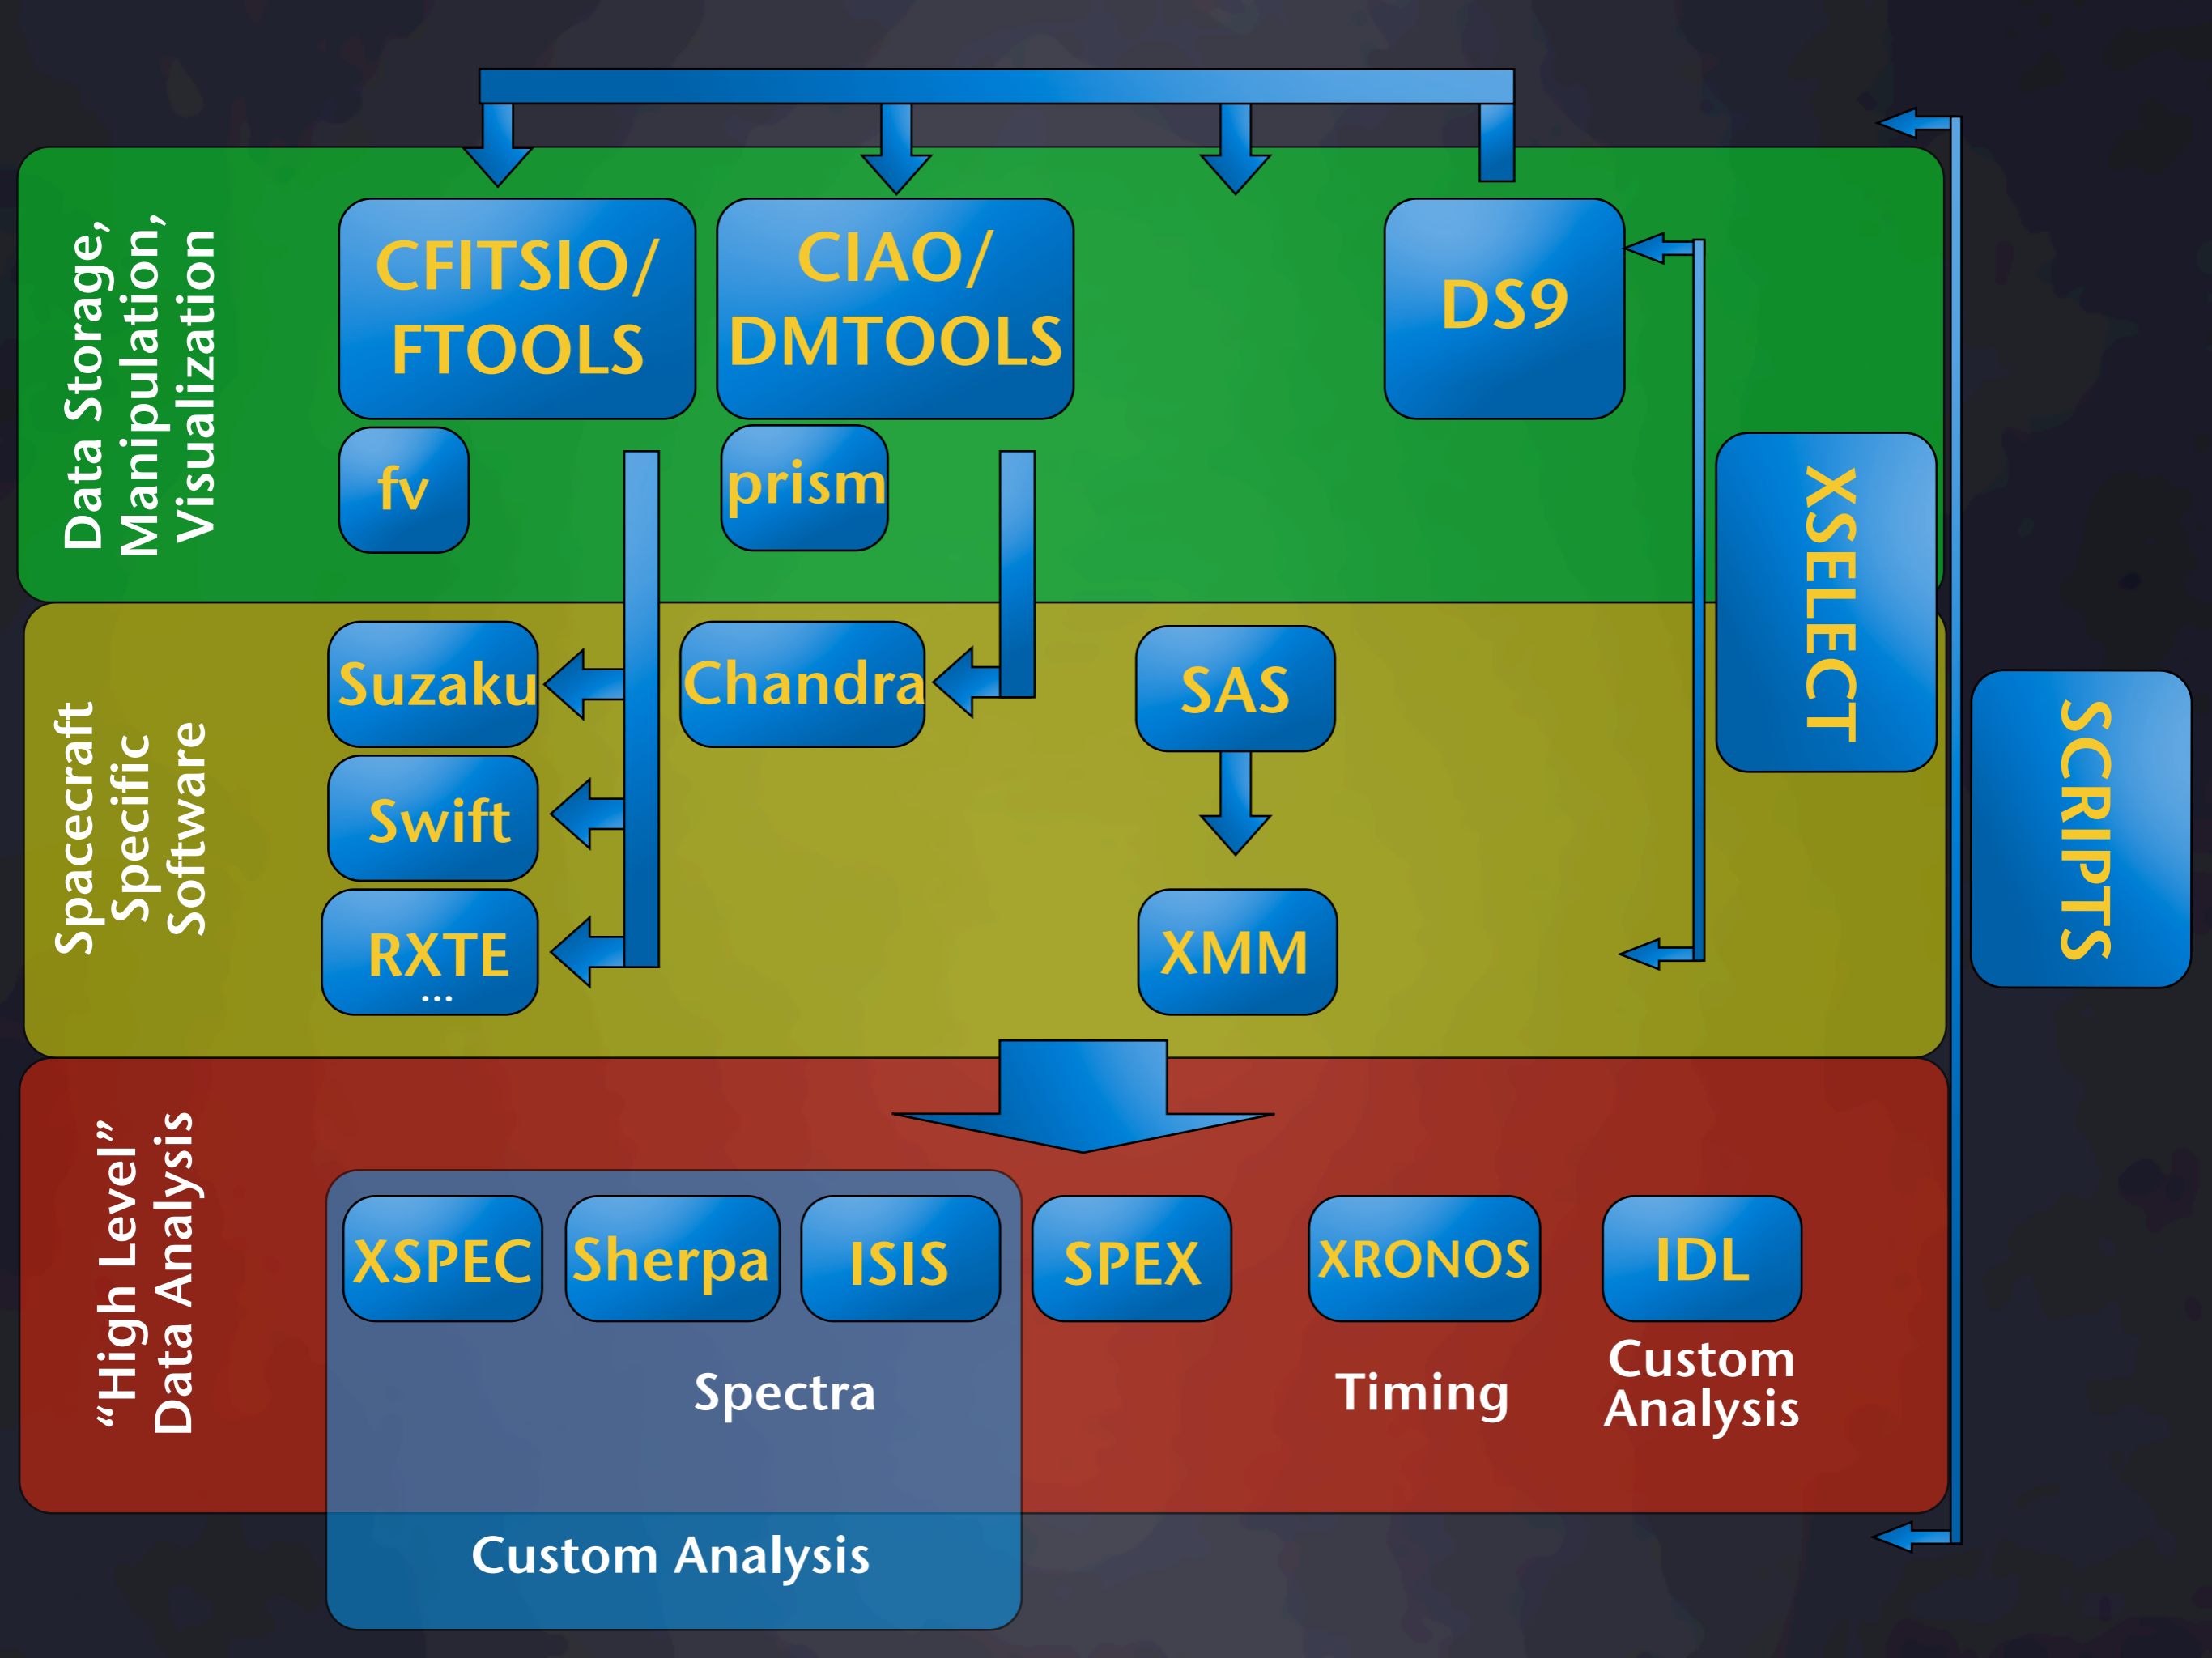 Data Storage,
Manipulation,
Visualization
CFITSIO/
FTOOLS
CIAO/
DMTOOLS
DS9
fv
prism
XSELECT
Spacecraft
Specific
Software
Suzaku
Chandra
SAS
Swift
RXTE
...
XMM
SCRIPTS
“High Level”
Data Analysis
XSPEC
Sherpa
ISIS
SPEX
XRONOS
IDL
Spectra
Timing
Custom
Analysis
Custom Analysis